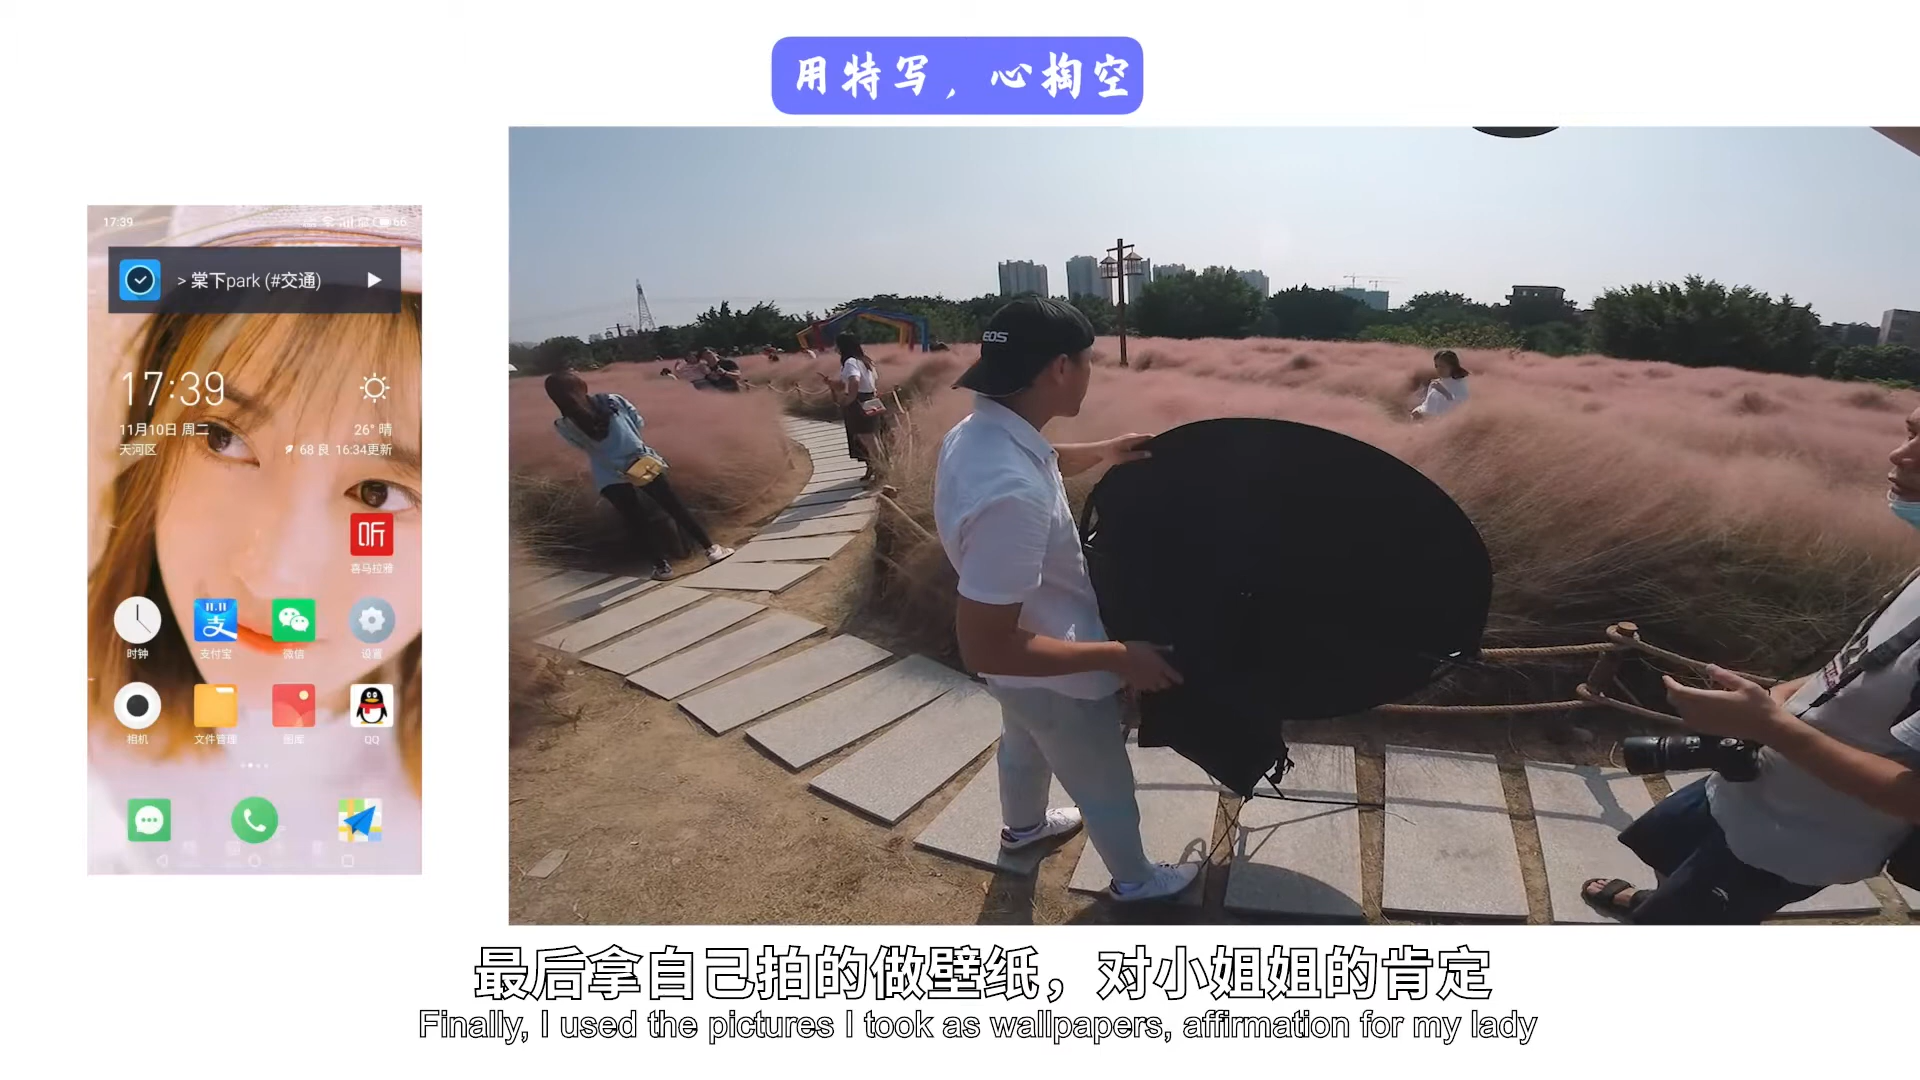 用特写，心掏空
17:39
66
> 棠下park (#交通)
17:39
11月10日 周二
26° 晴
天河区
68 良 16:34更新
听
喜马拉雅
11.11
支
时钟
支付宝
微信
设置
相机
文件管理
图库
QQ
EOS
最后拿自己拍的做壁纸，对小姐姐的肯定
Finally, I used the pictures I took as wallpapers, affirmation for my lady